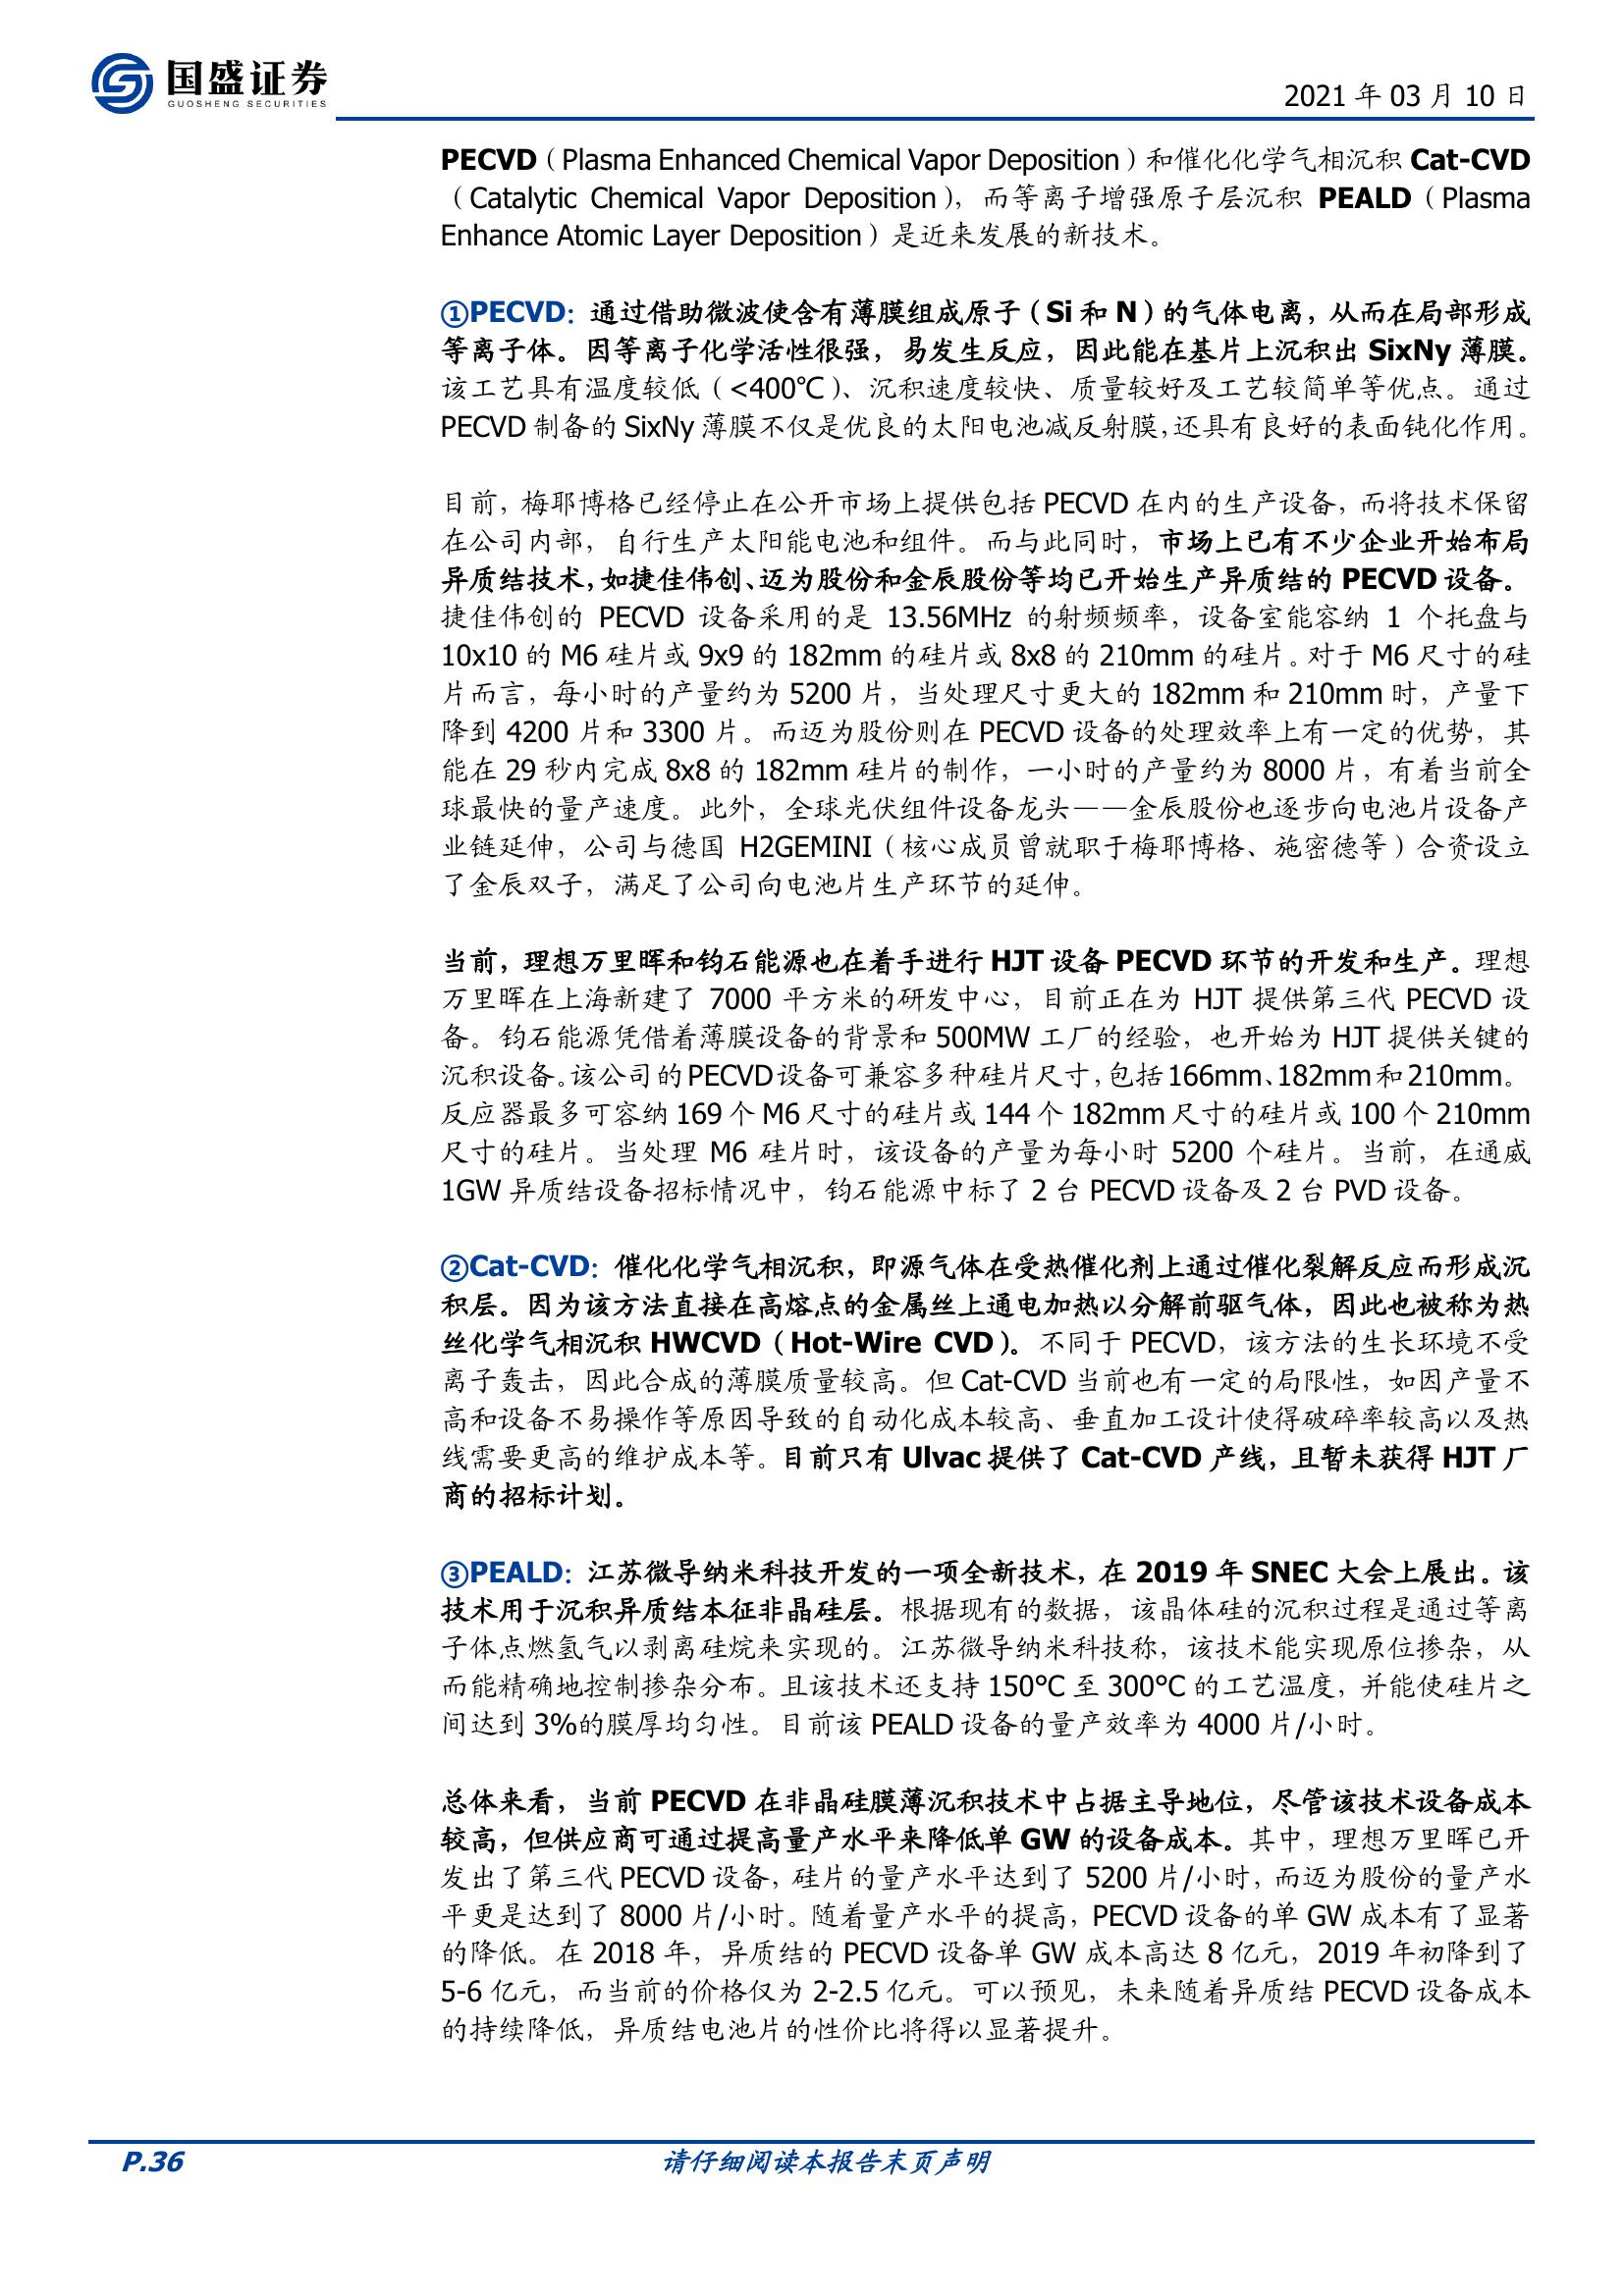 国盛证券
GUOSHENG SECURITIES
2021 年 03 月 10 日
PECVD（Plasma Enhanced Chemical Vapor Deposition）和催化化学气相沉积 Cat-CVD
（Catalytic Chemical Vapor Deposition），而等离子增强原子层沉积 PEALD（Plasma
Enhance Atomic Layer Deposition）是近来发展的新技术。
①PECVD：通过借助微波使含有薄膜组成原子（Si 和 N）的气体电离，从而在局部形成
等离子体。因等离子化学活性很强，易发生反应，因此能在基片上沉积出 SixNy 薄膜。
该工艺具有温度较低（<400℃）、沉积速度较快、质量较好及工艺较简单等优点。通过
PECVD 制备的 SixNy 薄膜不仅是优良的太阳电池减反射膜，还具有良好的表面钝化作用。
目前，梅耶博格已经停止在公开市场上提供包括 PECVD 在内的生产设备，而将技术保留
在公司内部，自行生产太阳能电池和组件。而与此同时，市场上已有不少企业开始布局
异质结技术，如捷佳伟创、迈为股份和金辰股份等均已开始生产异质结的 PECVD 设备。
捷佳伟创的 PECVD 设备采用的是 13.56MHz 的射频频率，设备室能容纳 1 个托盘与
10x10 的 M6 硅片或 9x9 的 182mm 的硅片或 8x8 的 210mm 的硅片。对于 M6 尺寸的硅
片而言，每小时的产量约为 5200 片，当处理尺寸更大的 182mm 和 210mm 时，产量下
降到 4200 片和 3300 片。而迈为股份则在 PECVD 设备的处理效率上有一定的优势，其
能在 29 秒内完成 8x8 的 182mm 硅片的制作，一小时的产量约为 8000 片，有着当前全
球最快的量产速度。此外，全球光伏组件设备龙头——金辰股份也逐步向电池片设备产
业链延伸，公司与德国 H2GEMINI（核心成员曾就职于梅耶博格、施密德等）合资设立
了金辰双子，满足了公司向电池片生产环节的延伸。
当前，理想万里晖和钧石能源也在着手进行 HJT 设备 PECVD 环节的开发和生产。理想
万里晖在上海新建了 7000 平方米的研发中心，目前正在为 HJT 提供第三代 PECVD 设
备。钧石能源凭借着薄膜设备的背景和 500MW 工厂的经验，也开始为 HJT 提供关键的
沉积设备。该公司的 PECVD 设备可兼容多种硅片尺寸，包括 166mm、182mm 和 210mm。
反应器最多可容纳 169 个 M6 尺寸的硅片或 144 个 182mm 尺寸的硅片或 100 个 210mm
尺寸的硅片。当处理 M6 硅片时，该设备的产量为每小时 5200 个硅片。当前，在通威
1GW 异质结设备招标情况中，钧石能源中标了 2 台 PECVD 设备及 2 台 PVD 设备。
②Cat-CVD：催化化学气相沉积，即源气体在受热催化剂上通过催化裂解反应而形成沉
积层。因为该方法直接在高熔点的金属丝上通电加热以分解前驱气体，因此也被称为热
丝化学气相沉积 HWCVD（Hot-Wire CVD）。不同于 PECVD，该方法的生长环境不受
离子轰击，因此合成的薄膜质量较高。但 Cat-CVD 当前也有一定的局限性，如因产量不
高和设备不易操作等原因导致的自动化成本较高、垂直加工设计使得破碎率较高以及热
线需要更高的维护成本等。目前只有 Ulvac 提供了 Cat-CVD 产线，且暂未获得 HJT 厂
商的招标计划。
③PEALD：江苏微导纳米科技开发的一项全新技术，在 2019 年 SNEC 大会上展出。该
技术用于沉积异质结本征非晶硅层。根据现有的数据，该晶体硅的沉积过程是通过等离
子体点燃氢气以剥离硅烷来实现的。江苏微导纳米科技称，该技术能实现原位掺杂，从
而能精确地控制掺杂分布。且该技术还支持 150°C 至 300°C 的工艺温度，并能使硅片之
间达到 3%的膜厚均匀性。目前该 PEALD 设备的量产效率为 4000 片/小时。
总体来看，当前 PECVD 在非晶硅膜薄沉积技术中占据主导地位，尽管该技术设备成本
较高，但供应商可通过提高量产水平来降低单 GW 的设备成本。其中，理想万里晖已开
发出了第三代 PECVD 设备，硅片的量产水平达到了 5200 片/小时，而迈为股份的量产水
平更是达到了 8000 片/小时。随着量产水平的提高，PECVD 设备的单 GW 成本有了显著
的降低。在 2018 年，异质结的 PECVD 设备单 GW 成本高达 8 亿元，2019 年初降到了
5-6 亿元，而当前的价格仅为 2-2.5 亿元。可以预见，未来随着异质结 PECVD 设备成本
的持续降低，异质结电池片的性价比将得以显著提升。
P.36
请仔细阅读本报告末页声明